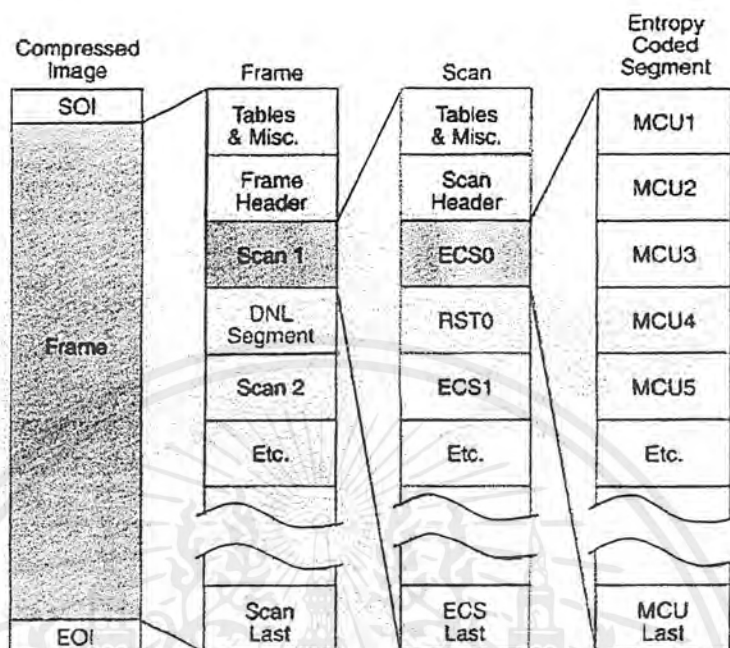 Compressed
Image
SOI
Frame
EOI
Frame
Tables
& Misc.
Frame
Header
Scan 1
DNL
Segment
Scan 2
Etc.
Scan
Last
Scan
Tables
& Misc.
Scan
Header
ECS0
RST0
ECS1
Etc.
ECS
Last
Entropy
Coded
Segment
MCU1
MCU2
MCU3
MCU4
MCU5
Etc.
MCU
Last